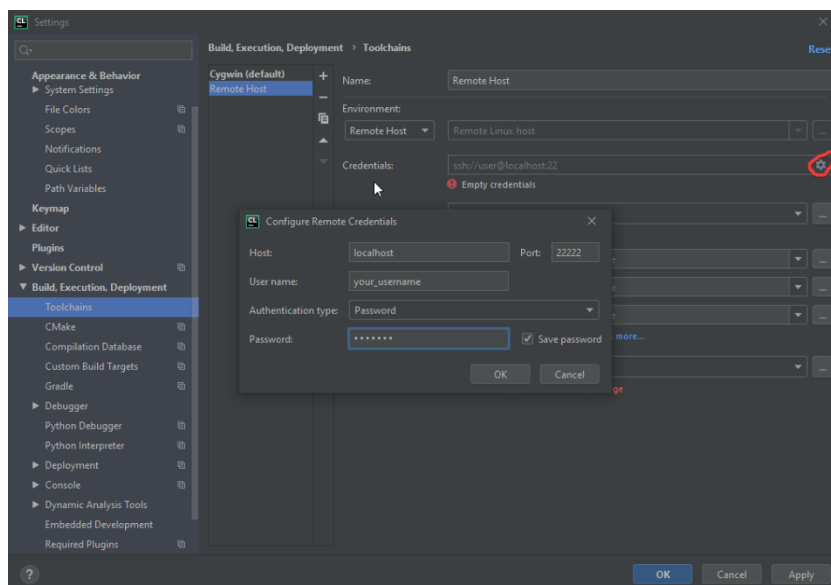 CL Settings
Build, Execution, Deployment › Toolchains
Rese
Appearance & Behavior
System Settings
File Colors
Scopes
Notifications
Quick Lists
Path Variables
Keymap
Editor
Plugins
Version Control
Build, Execution, Deployment
Toolchains
CMake
Compilation Database
Custom Build Targets
Gradle
Debugger
Python Debugger
Python Interpreter
Deployment
Console
Dynamic Analysis Tools
Embedded Development
Required Plugins
Cygwin (default)
Remote Host
Name: Remote Host
Environment:
Remote Host Remote Linux host
Credentials: ssh://user@localhost:22
Empty credentials
CL Configure Remote Credentials
Host: localhost Port: 22222
User name: your_username
Authentication type: Password
Password: ••••••• Save password
OK Cancel
more...
ge
?
OK Cancel Apply